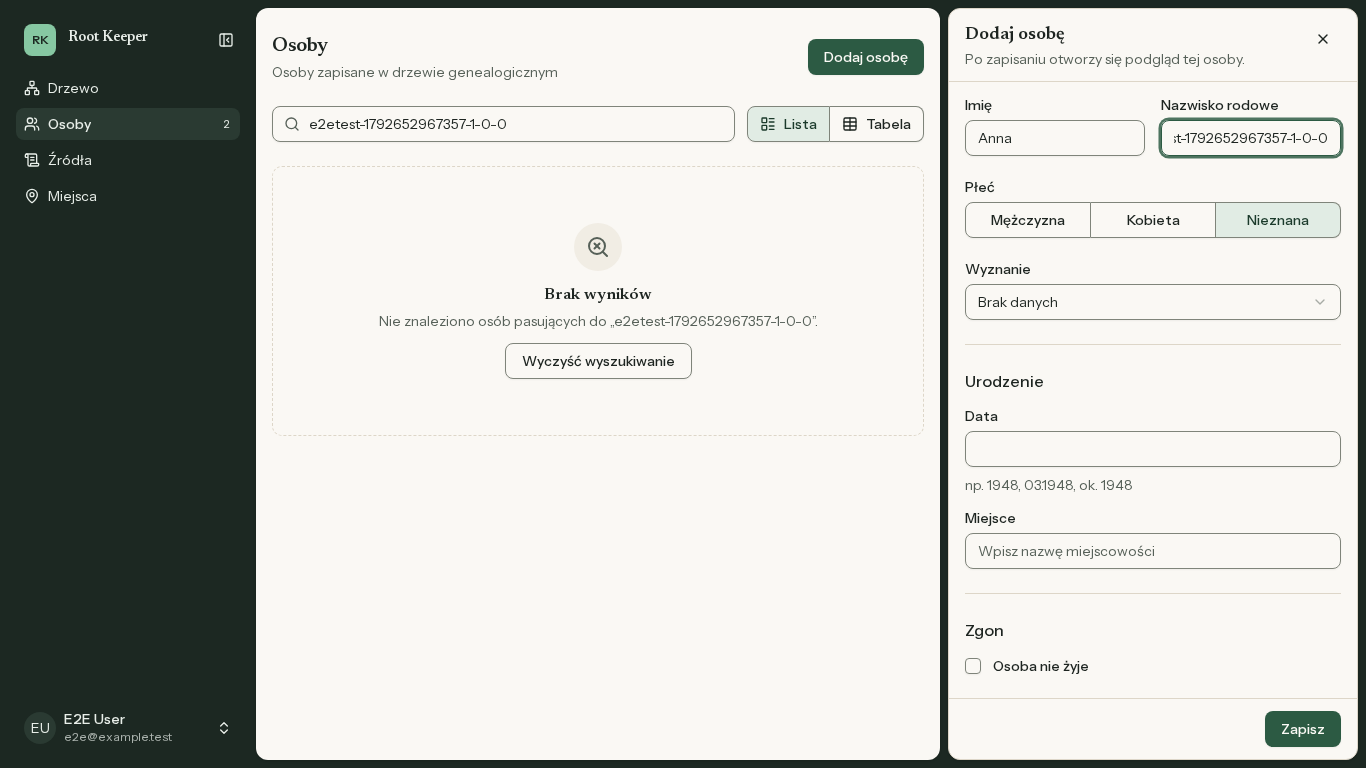 RK
Root Keeper
Drzewo
Osoby
2
Źródła
Miejsca
EU
E2E User
e2e@example.test
Osoby
Osoby zapisane w drzewie genealogicznym
Dodaj osobę
e2etest-1792652967357-1-0-0
Lista
Tabela
Brak wyników
Nie znaleziono osób pasujących do „e2etest-1792652967357-1-0-0”.
Wyczyść wyszukiwanie
Dodaj osobę
Po zapisaniu otworzy się podgląd tej osoby.
Imię
Nazwisko rodowe
Anna
st-1792652967357-1-0-0
Płeć
Mężczyzna
Kobieta
Nieznana
Wyznanie
Brak danych
Urodzenie
Data
np. 1948, 03.1948, ok. 1948
Miejsce
Wpisz nazwę miejscowości
Zgon
Osoba nie żyje
Zapisz